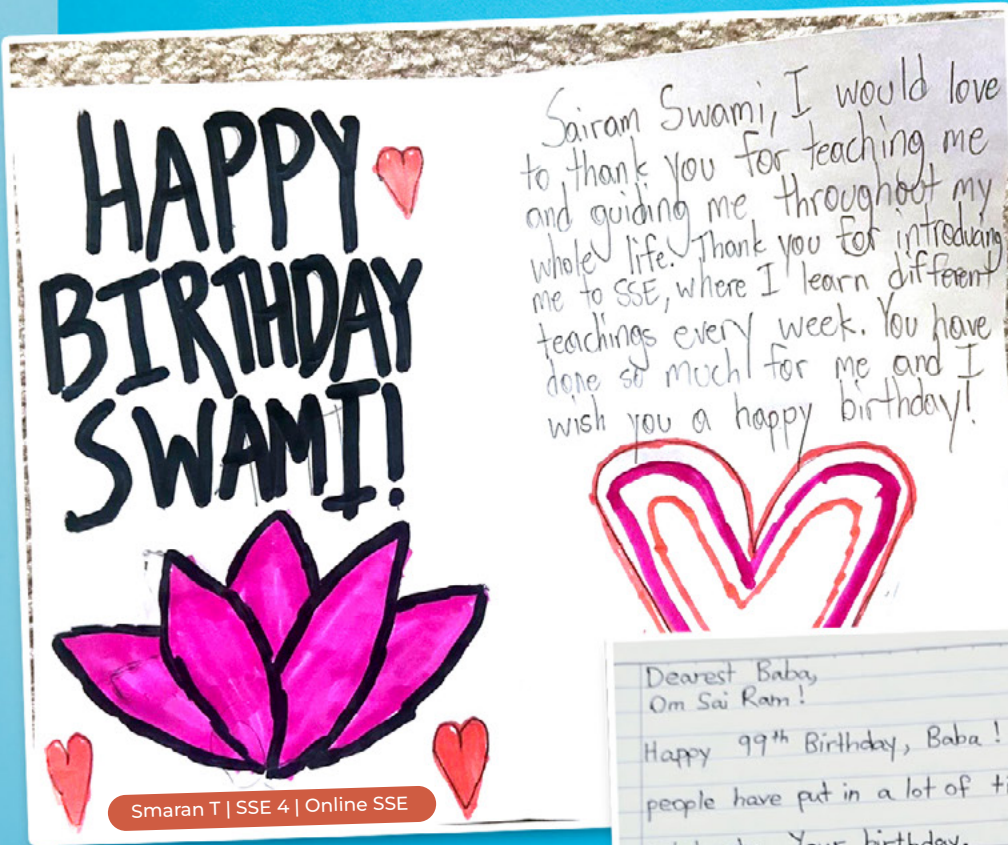 HAPPY
BIRTHDAY
SWAMI!
Sairam Swami, I would love
to thank you for teaching me
and guiding me throughout my
whole life. Thank you for introducing
me to SSE, where I learn different
teachings every week. You have
done so much for me and I
wish you a happy birthday!
Smaran T | SSE 4 | Online SSE
Dearest Baba,
Om Sai Ram!
Happy 99th Birthday, Baba!
people have put in a lot of
Your birthday.